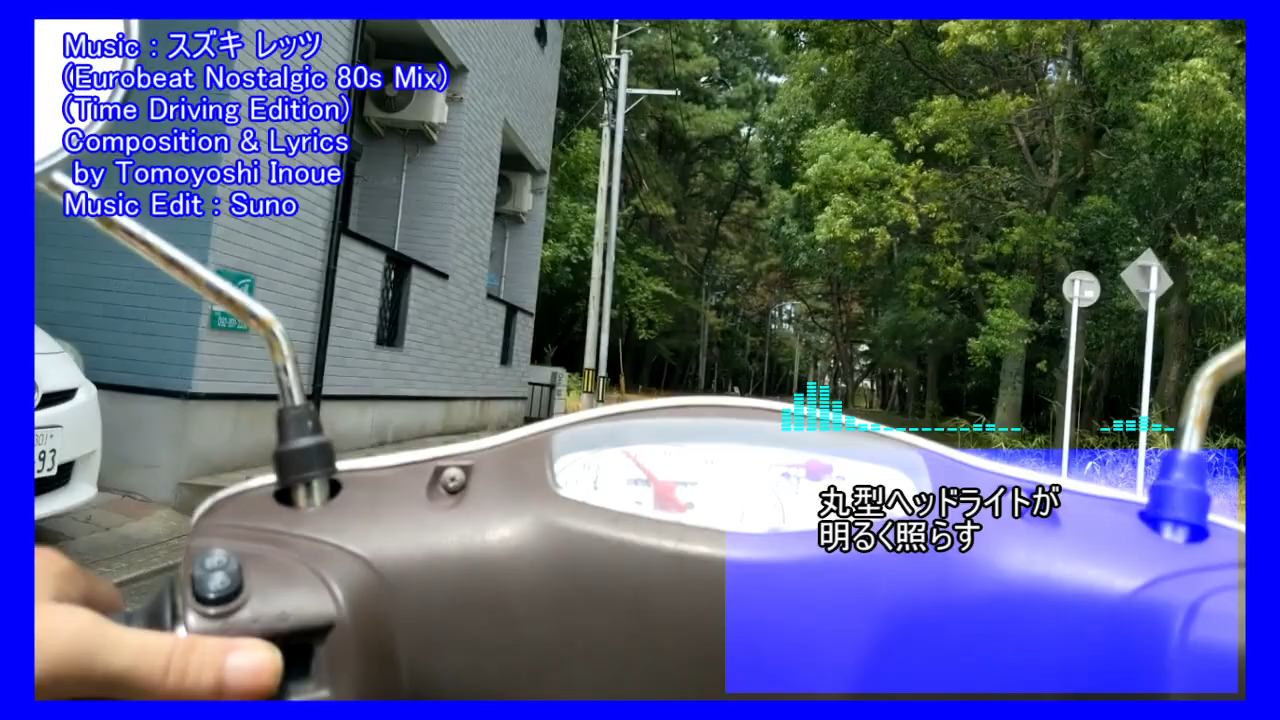 Music : スズキ レッツ
(Eurobeat Nostalgic 80s Mix)
(Time Driving Edition)
Composition & Lyrics
by Tomoyoshi Inoue
Music Edit : Suno
丸型ヘッドライトが
明るく照らす